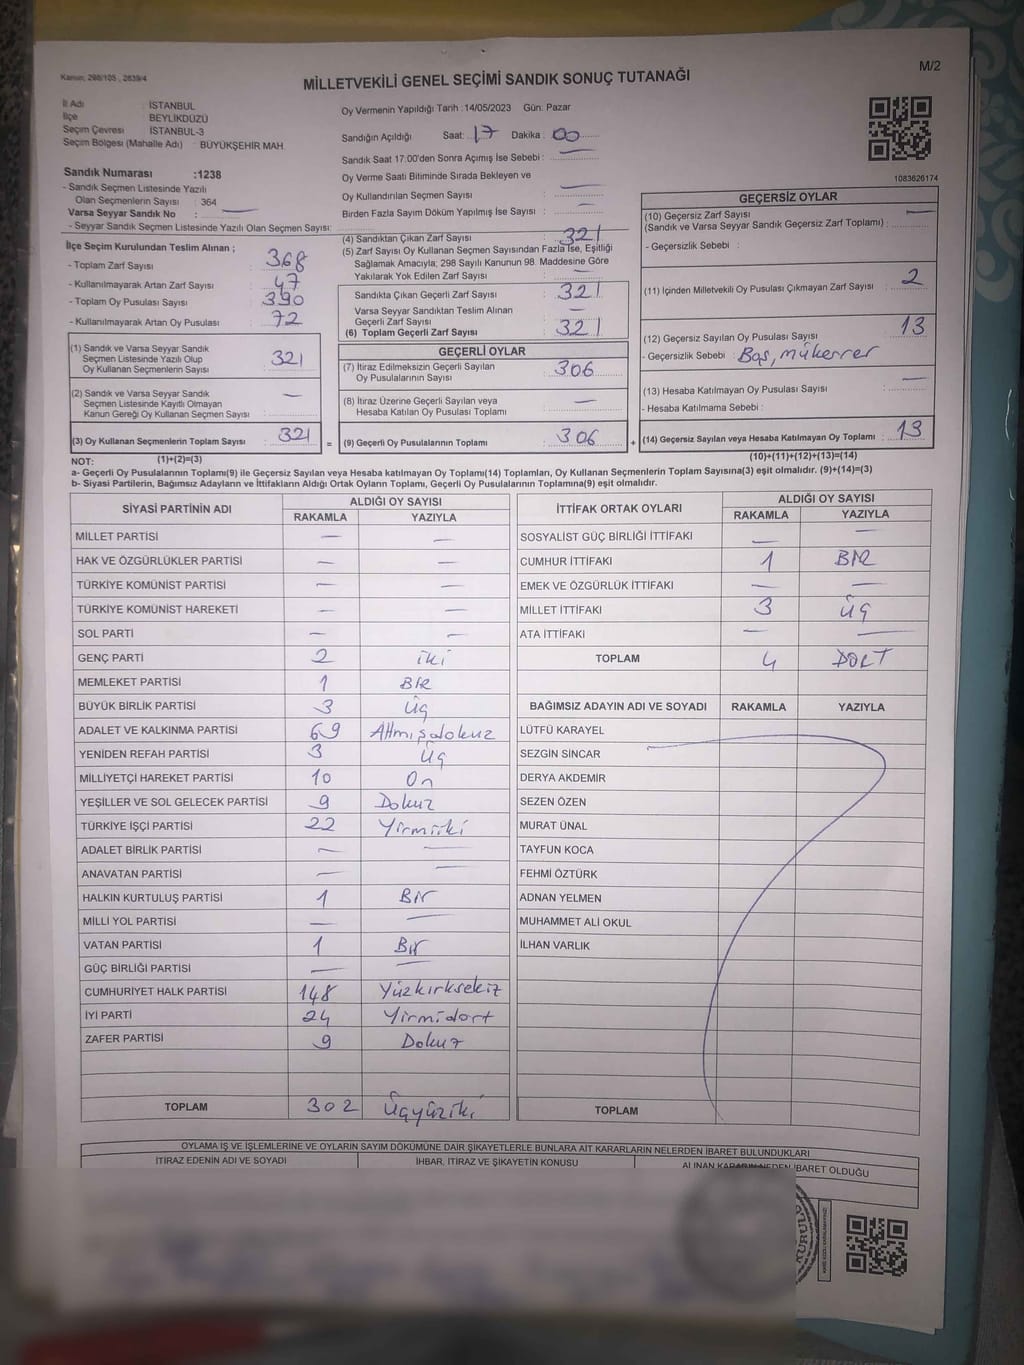 Kanun: 298/105 , 2839/4
M/2
MİLLETVEKİLİ GENEL SEÇİMİ SANDIK SONUÇ TUTANAĞI
İl Adı : İSTANBUL
İlçe : BEYLİKDÜZÜ
Seçim Çevresi : İSTANBUL-3
Seçim Bölgesi (Mahalle Adı) : BÜYÜKŞEHİR MAH.
Sandık Numarası :1238
- Sandık Seçmen Listesinde Yazılı
Olan Seçmenlerin Sayısı : 364
Varsa Seyyar Sandık No : —
- Seyyar Sandık Seçmen Listesinde Yazılı Olan Seçmen Sayısı:
Oy Vermenin Yapıldığı Tarih :14/05/2023 Gün: Pazar
Sandığın Açıldığı Saat: 17 Dakika : 00
Sandık Saat 17:00'den Sonra Açımış İse Sebebi : —
Oy Verme Saati Bitiminde Sırada Bekleyen ve
Oy Kullandırılan Seçmen Sayısı : —
Birden Fazla Sayım Döküm Yapılmış İse Sayısı : —
1083626174
İlçe Seçim Kurulundan Teslim Alınan ;
- Toplam Zarf Sayısı : 368
- Kullanılmayarak Artan Zarf Sayısı : 47
- Toplam Oy Pusulası Sayısı : 390
- Kullanılmayarak Artan Oy Pusulası : 72
(1) Sandık ve Varsa Seyyar Sandık
Seçmen Listesinde Yazılı Olup
Oy Kullanan Seçmenlerin Sayısı : 321
(2) Sandık ve Varsa Seyyar Sandık
Seçmen Listesinde Kayıtlı Olmayan
Kanun Gereği Oy Kullanan Seçmen Sayısı : —
(3) Oy Kullanan Seçmenlerin Toplam Sayısı : 321
(1)+(2)=(3)
(4) Sandıktan Çıkan Zarf Sayısı : 321
(5) Zarf Sayısı Oy Kullanan Seçmen Sayısından Fazla İse, Eşitliği
Sağlamak Amacıyla; 298 Sayılı Kanunun 98. Maddesine Göre
Yakılarak Yok Edilen Zarf Sayısı : —
Sandıkta Çıkan Geçerli Zarf Sayısı : 321
Varsa Seyyar Sandıktan Teslim Alınan
Geçerli Zarf Sayısı : —
(6) Toplam Geçerli Zarf Sayısı : 321
GEÇERLİ OYLAR
(7) İtiraz Edilmeksizin Geçerli Sayılan
Oy Pusulalarının Sayısı : 306
(8) İtiraz Üzerine Geçerli Sayılan veya
Hesaba Katılan Oy Pusulası Toplamı : —
= (9) Geçerli Oy Pusulalarının Toplamı : 306 +
GEÇERSİZ OYLAR
(10) Geçersiz Zarf Sayısı
(Sandık ve Varsa Seyyar Sandık Geçersiz Zarf Toplamı) : —
- Geçersizlik Sebebi :
(11) İçinden Milletvekili Oy Pusulası Çıkmayan Zarf Sayısı : 2
(12) Geçersiz Sayılan Oy Pusulası Sayısı : 13
- Geçersizlik Sebebi : Boş, mükerrer
(13) Hesaba Katılmayan Oy Pusulası Sayısı : —
- Hesaba Katılmama Sebebi :
(14) Geçersiz Sayılan veya Hesaba Katılmayan Oy Toplamı : 13
(10)+(11)+(12)+(13)=(14)
NOT:
a- Geçerli Oy Pusulalarının Toplamı(9) ile Geçersiz Sayılan veya Hesaba katılmayan Oy Toplamı(14) Toplamları, Oy Kullanan Seçmenlerin Toplam Sayısına(3) eşit olmalıdır. (9)+(14)=(3)
b- Siyasi Partilerin, Bağımsız Adayların ve İttifakların Aldığı Ortak Oyların Toplamı, Geçerli Oy Pusulalarının Toplamına(9) eşit olmalıdır.
SİYASİ PARTİNİN ADI ALDIĞI OY SAYISI
RAKAMLA YAZIYLA
MİLLET PARTİSİ — —
HAK VE ÖZGÜRLÜKLER PARTİSİ — —
TÜRKİYE KOMÜNİST PARTİSİ — —
TÜRKİYE KOMÜNİST HAREKETİ — —
SOL PARTİ — —
GENÇ PARTİ 2 iki
MEMLEKET PARTİSİ 1 BİR
BÜYÜK BİRLİK PARTİSİ 3 üç
ADALET VE KALKINMA PARTİSİ 69 Altmışdokuz
YENİDEN REFAH PARTİSİ 3 üç
MİLLİYETÇİ HAREKET PARTİSİ 10 On
YEŞİLLER VE SOL GELECEK PARTİSİ 9 Dokuz
TÜRKİYE İŞÇİ PARTİSİ 22 Yirmiiki
ADALET BİRLİK PARTİSİ — —
ANAVATAN PARTİSİ — —
HALKIN KURTULUŞ PARTİSİ 1 Bir
MİLLİ YOL PARTİSİ — —
VATAN PARTİSİ 1 Bir
GÜÇ BİRLİĞİ PARTİSİ — —
CUMHURİYET HALK PARTİSİ 148 Yüzkırksekiz
İYİ PARTİ 24 Yirmidört
ZAFER PARTİSİ 9 Dokuz
TOPLAM 302 üçyüziki
İTTİFAK ORTAK OYLARI ALDIĞI OY SAYISI
RAKAMLA YAZIYLA
SOSYALİST GÜÇ BİRLİĞİ İTTİFAKI — —
CUMHUR İTTİFAKI 1 BİR
EMEK VE ÖZGÜRLÜK İTTİFAKI — —
MİLLET İTTİFAKI 3 üç
ATA İTTİFAKI — —
TOPLAM 4 DÖRT
BAĞIMSIZ ADAYIN ADI VE SOYADI RAKAMLA YAZIYLA
LÜTFÜ KARAYEL
SEZGİN SİNCAR
DERYA AKDEMİR
SEZEN ÖZEN
MURAT ÜNAL
TAYFUN KOCA
FEHMİ ÖZTÜRK
ADNAN YELMEN
MUHAMMET ALİ OKUL
İLHAN VARLIK
TOPLAM
OYLAMA İŞ VE İŞLEMLERİNE VE OYLARIN SAYIM DÖKÜMÜNE DAİR ŞİKAYETLERLE BUNLARA AİT KARARLARIN NELERDEN İBARET BULUNDUKLARI
İTİRAZ EDENİN ADI VE SOYADI İHBAR, İTİRAZ VE ŞİKAYETİN KONUSU ALINAN KARARIN NEDEN İBARET OLDUĞU
KURULU